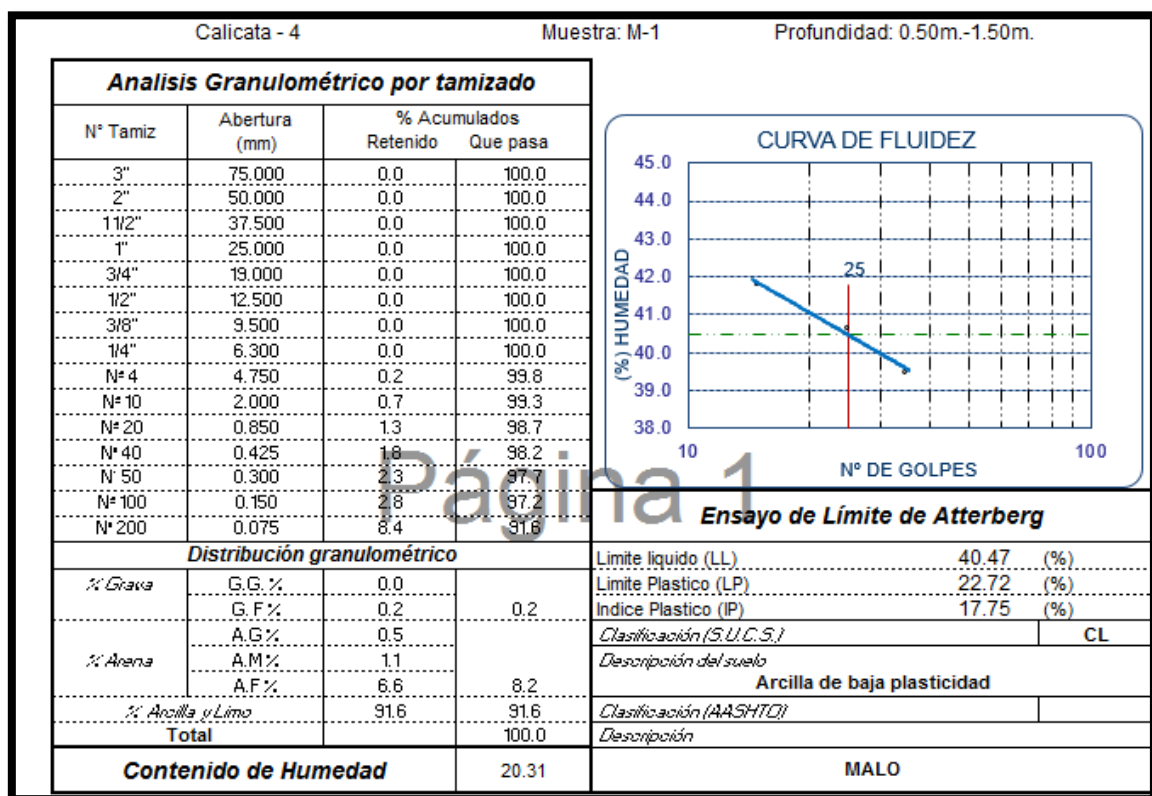 Calicata - 4 Muestra: M-1 Profundidad: 0.50m.-1.50m.
Analisis Granulométrico por tamizado
N° Tamiz Abertura (mm) % Acumulados Retenido Que pasa
3" 75.000 0.0 100.0
2" 50.000 0.0 100.0
1 1/2" 37.500 0.0 100.0
1" 25.000 0.0 100.0
3/4" 19.000 0.0 100.0
1/2" 12.500 0.0 100.0
3/8" 9.500 0.0 100.0
1/4" 6.300 0.0 100.0
Nº 4 4.750 0.2 99.8
Nº 10 2.000 0.7 99.3
Nº 20 0.850 1.3 98.7
Nº 40 0.425 1.8 98.2
N° 50 0.300 2.3 97.7
Nº 100 0.150 2.8 97.2
Nº 200 0.075 8.4 91.6
Distribución granulométrico
% Grava G.G. % 0.0
G. F % 0.2 0.2
A.G % 0.5
% Arena A.M % 1.1
A.F % 6.6 8.2
% Arcilla y Limo 91.6 91.6
Total 100.0
Contenido de Humedad 20.31
CURVA DE FLUIDEZ
(%) HUMEDAD
45.0
44.0
43.0
42.0
41.0
40.0
39.0
38.0
25
10 100
Nº DE GOLPES
Página 1
Ensayo de Límite de Atterberg
Limite liquido (LL) 40.47 (%)
Limite Plastico (LP) 22.72 (%)
Indice Plastico (IP) 17.75 (%)
Clasificación (S.U.C.S.) CL
Descripción del suelo
Arcilla de baja plasticidad
Clasificación (AASHTO)
Descripción
MALO